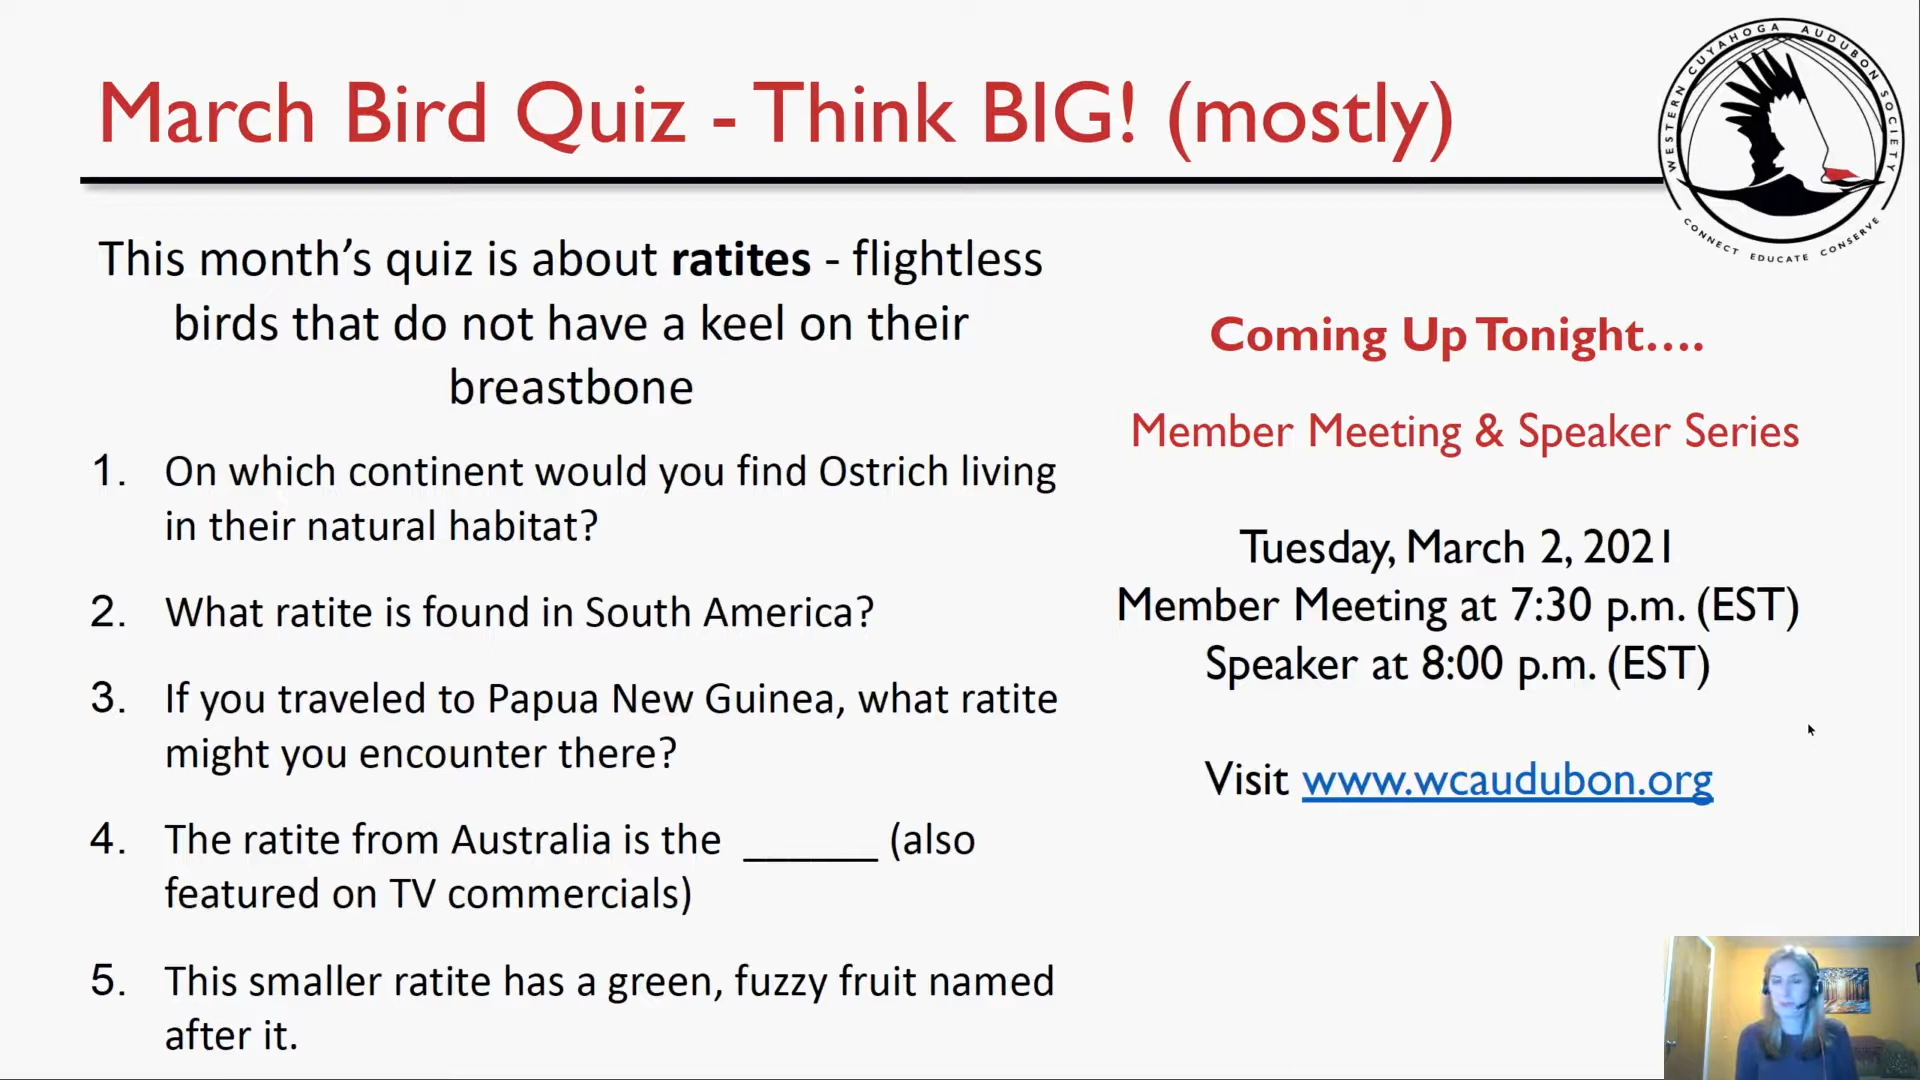 March Bird Quiz - Think BIG! (mostly)
WESTERN CUYAHOGA AUDUBON SOCIETY
CONNECT EDUCATE CONSERVE
This month’s quiz is about ratites - flightless
birds that do not have a keel on their
breastbone
1. On which continent would you find Ostrich living
in their natural habitat?
2. What ratite is found in South America?
3. If you traveled to Papua New Guinea, what ratite
might you encounter there?
4. The ratite from Australia is the ______ (also
featured on TV commercials)
5. This smaller ratite has a green, fuzzy fruit named
after it.
Coming Up Tonight....
Member Meeting & Speaker Series
Tuesday, March 2, 2021
Member Meeting at 7:30 p.m. (EST)
Speaker at 8:00 p.m. (EST)
Visit www.wcaudubon.org